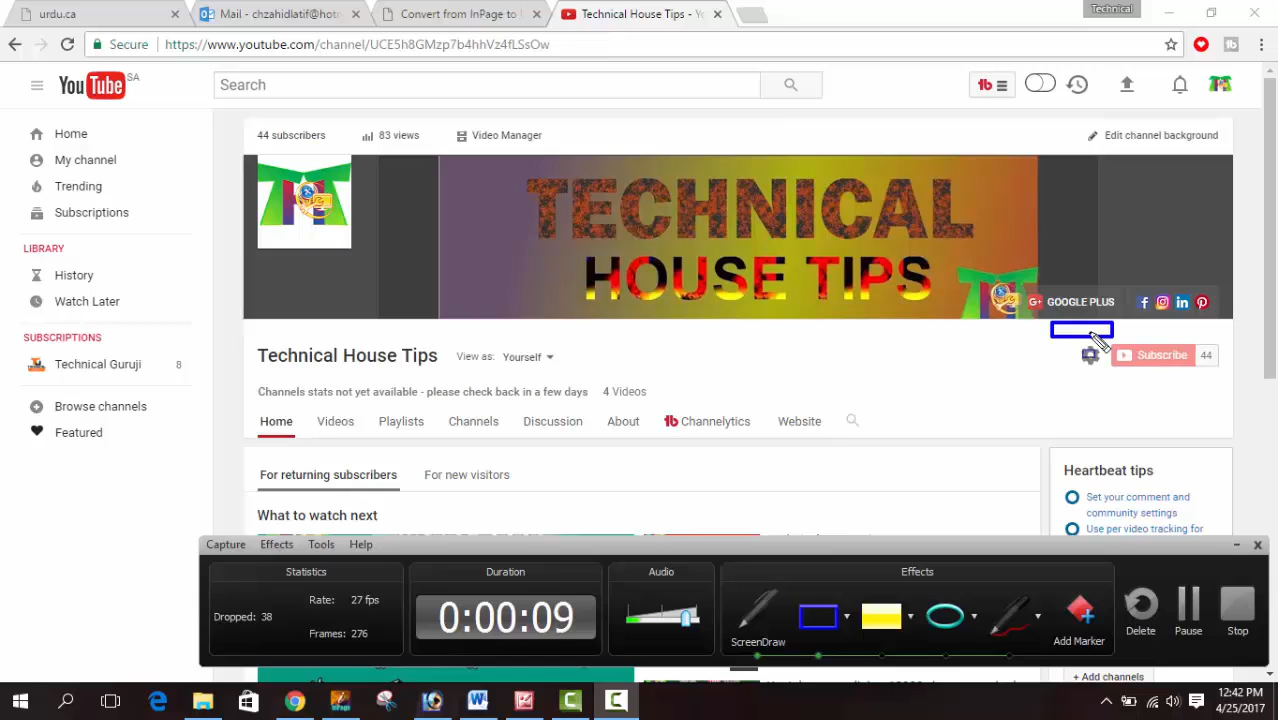 urdu.ca
Mail - chzahidlatif@hotm
Convert from InPage to
Technical House Tips - Yo
Technical
Secure
https://www.youtube.com/channel/UCE5h8GMzp7b4hhVz4fLSsOw
YouTube SA
Search
Home
My channel
Trending
Subscriptions
LIBRARY
History
Watch Later
SUBSCRIPTIONS
Technical Guruji 8
Browse channels
Featured
44 subscribers 83 views Video Manager Edit channel background
TECHNICAL
HOUSE TIPS
GOOGLE PLUS
Technical House Tips View as: Yourself
Subscribe 44
Channels stats not yet available - please check back in a few days 4 Videos
Home Videos Playlists Channels Discussion About Channelytics Website
For returning subscribers For new visitors
What to watch next
Heartbeat tips
Set your comment and
community settings
Use per video tracking for
Capture Effects Tools Help
Statistics
Rate: 27 fps
Dropped: 38
Frames: 276
Duration
0:00:09
Audio
Effects
ScreenDraw
Add Marker
Delete
Pause
Stop
+ Add channels
12:42 PM
4/25/2017